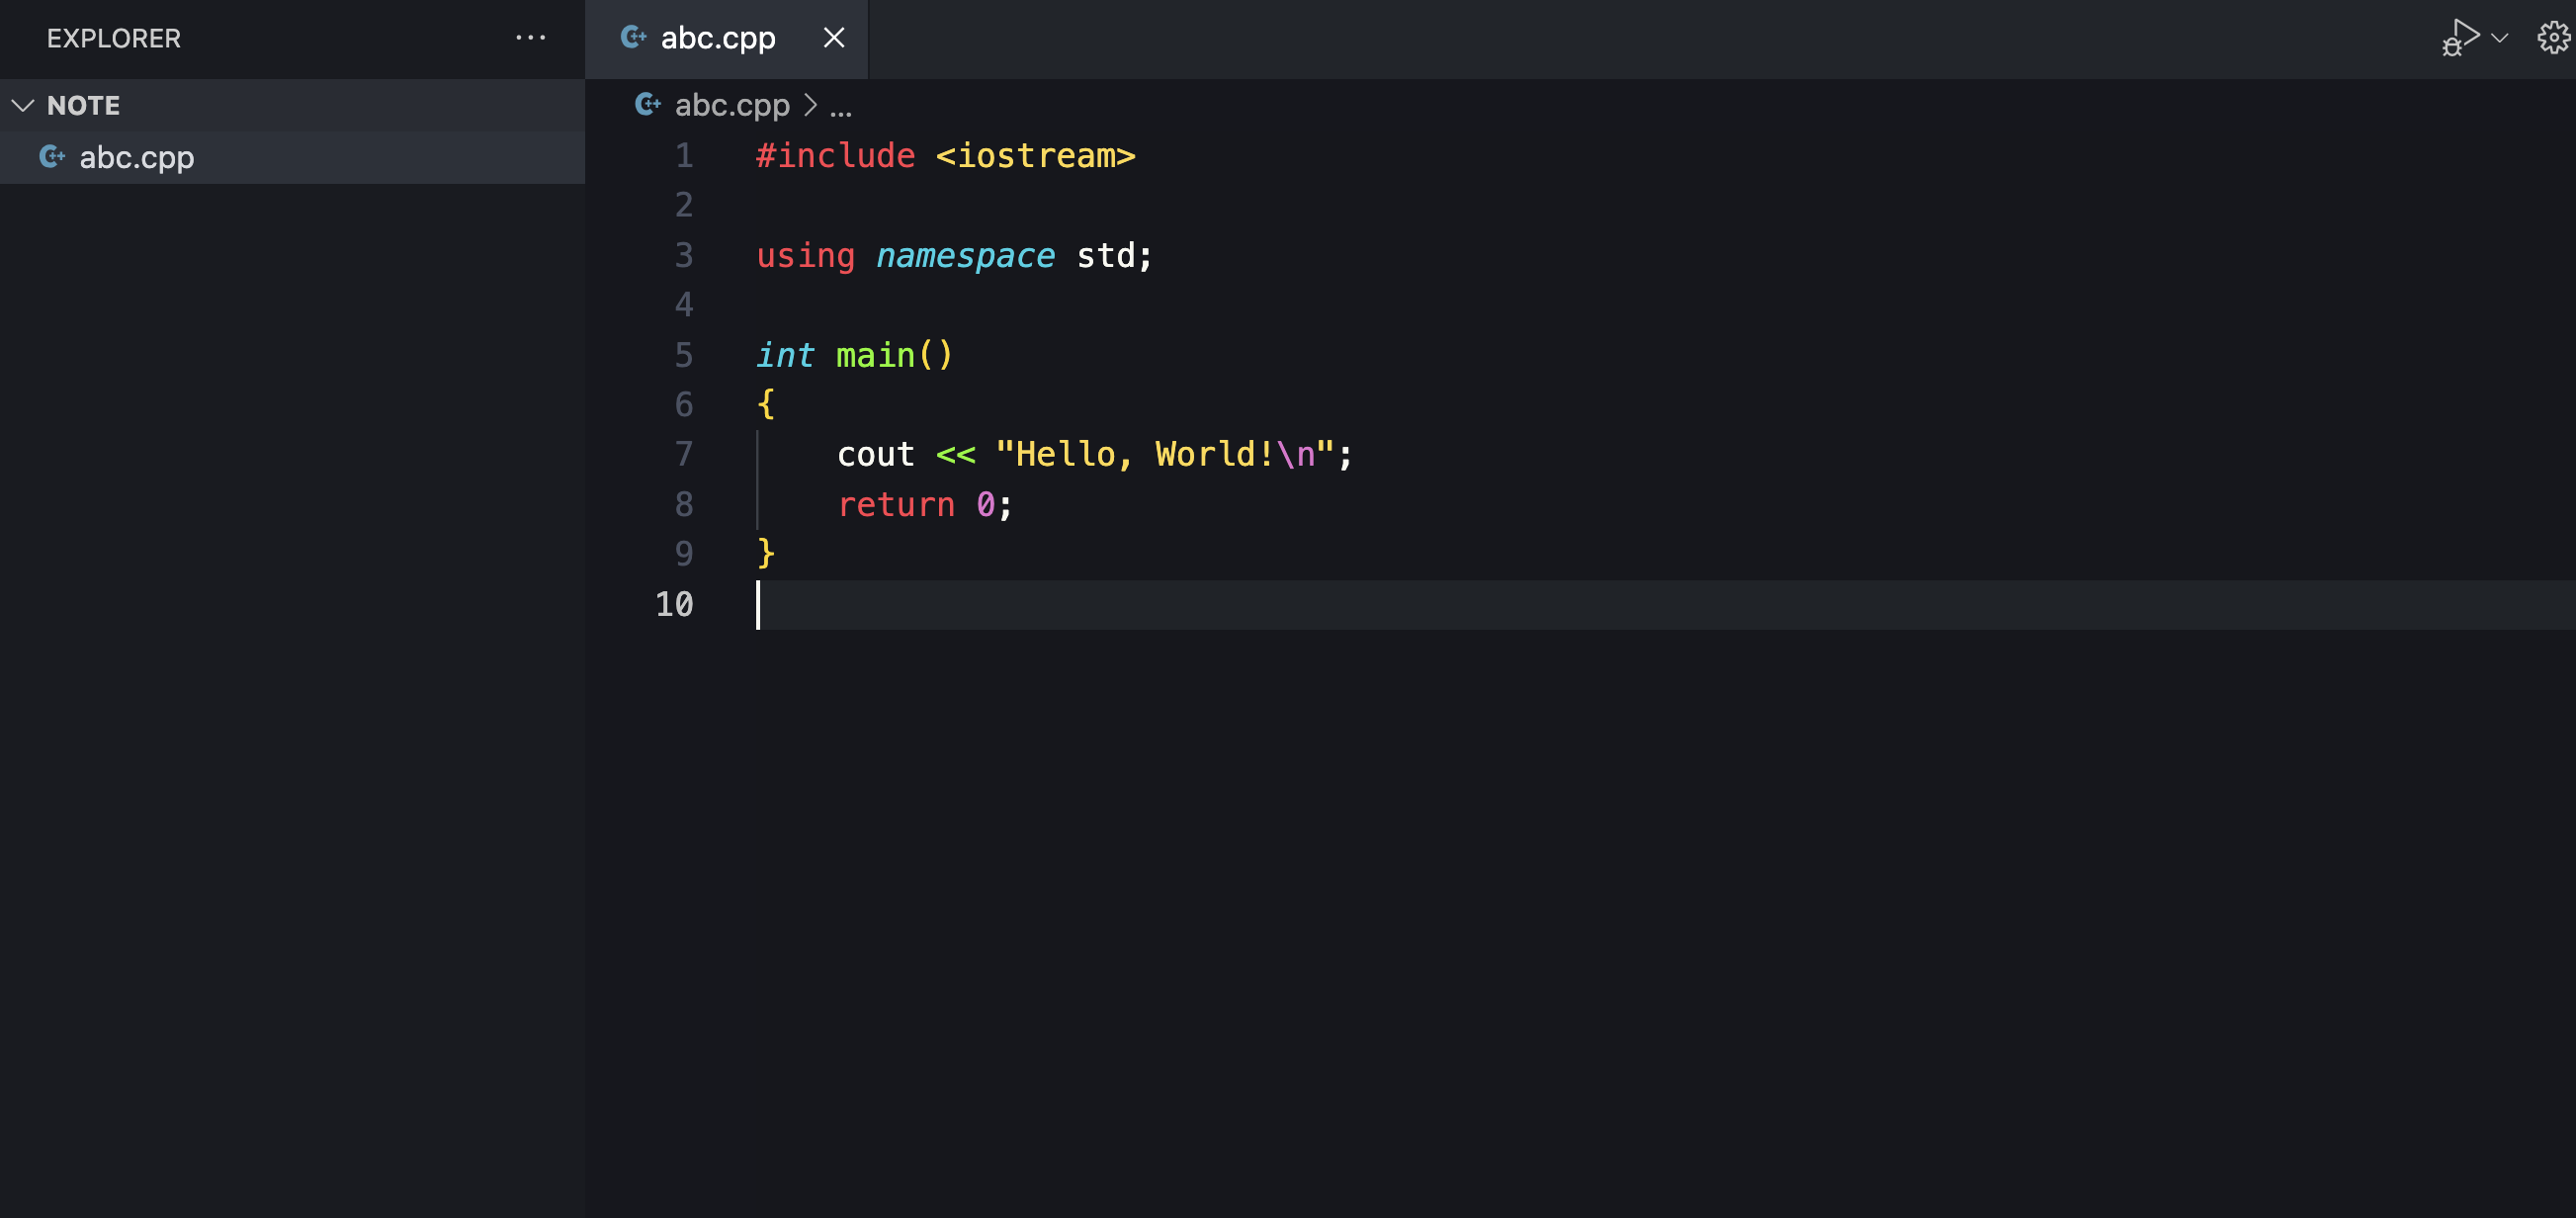 EXPLORER
abc.cpp
NOTE
abc.cpp
abc.cpp > ...
1 #include <iostream>
2
3 using namespace std;
4
5 int main()
6 {
7     cout << "Hello, World!\n";
8     return 0;
9 }
10